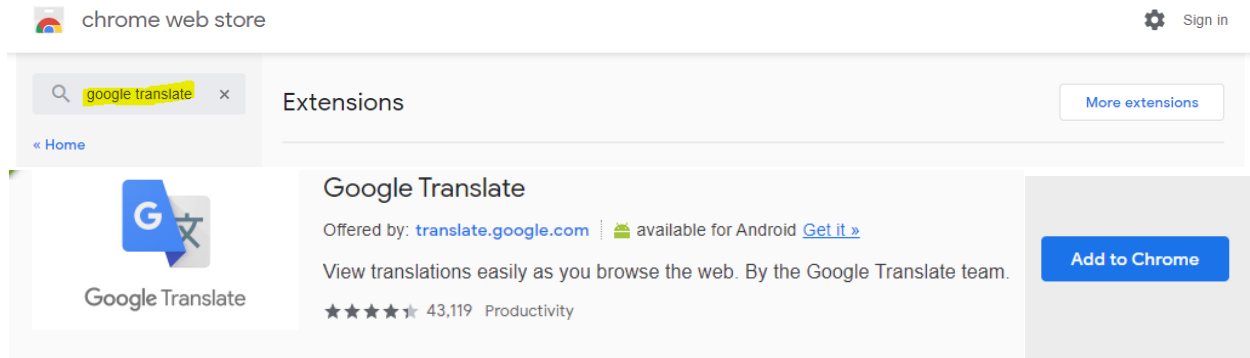 chrome web store
Sign in
google translate ×
Extensions
More extensions
« Home
G 文
Google Translate
Google Translate
Offered by: translate.google.com available for Android Get it »
View translations easily as you browse the web. By the Google Translate team.
43,119 Productivity
Add to Chrome